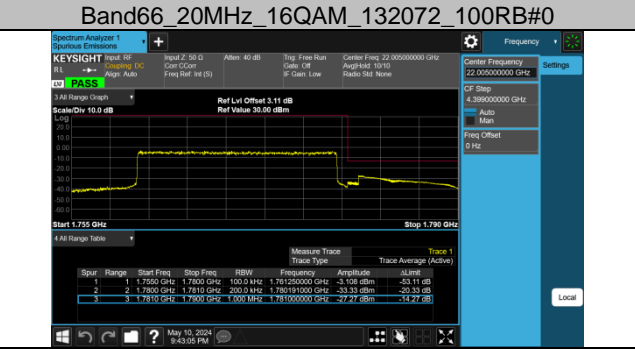 Band66_20MHz_16QAM_132072_100RB#0
Spectrum Analyzer 1
Spurious Emissions
Frequency
KEYSIGHT
RL
Input: RF
Coupling: DC
Align: Auto
Input Z: 50 Ω
Corr CCorr
Freq Ref: Int (S)
Atten: 40 dB
Trig: Free Run
Gate: Off
IF Gain: Low
Center Freq: 22.005000000 GHz
Avg|Hold: 10/10
Radio Std: None
PASS
Center Frequency
22.005000000 GHz
Settings
CF Step
4.399000000 GHz
Auto
Man
Freq Offset
0 Hz
Local
3 All Range Graph
Scale/Div 10.0 dB
Ref Lvl Offset 3.11 dB
Ref Value 30.00 dBm
Log
20.0
10.0
0.00
-10.0
-20.0
-30.0
-40.0
-50.0
-60.0
Start 1.755 GHz
Stop 1.790 GHz
4 All Range Table
Measure Trace Trace 1
Trace Type Trace Average (Active)
Spur Range Start Freq Stop Freq RBW Frequency Amplitude ΔLimit
1 1 1.7550 GHz 1.7800 GHz 100.0 kHz 1.761250000 GHz -3.108 dBm -53.11 dB
2 2 1.7800 GHz 1.7810 GHz 200.0 kHz 1.780191000 GHz -33.33 dBm -20.33 dB
3 3 1.7810 GHz 1.7900 GHz 1.000 MHz 1.781000000 GHz -27.27 dBm -14.27 dB
May 10, 2024
9:43:05 PM